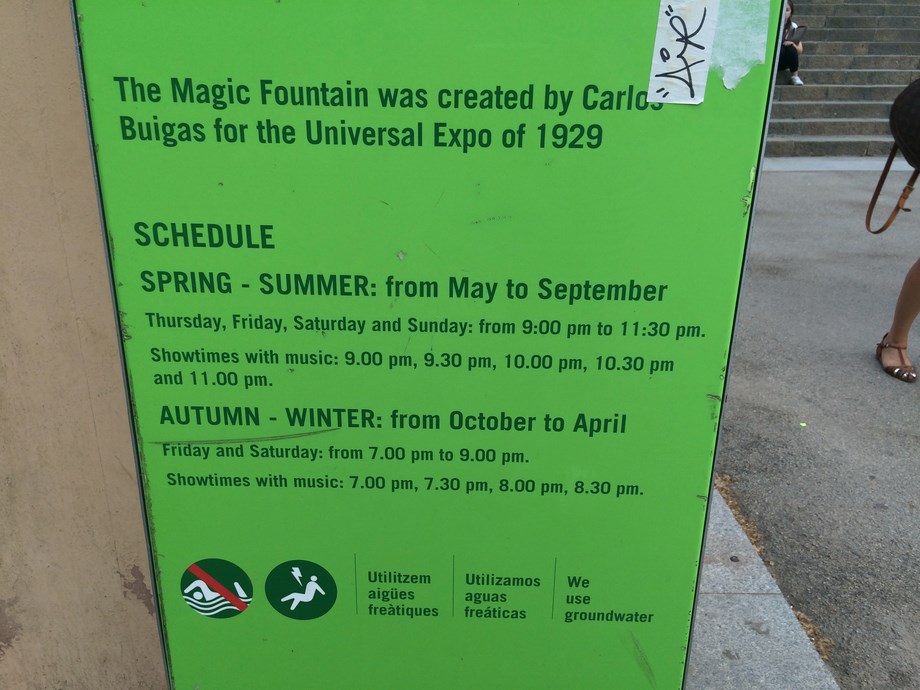 The Magic Fountain was created by Carlos
Buigas for the Universal Expo of 1929
SCHEDULE
SPRING - SUMMER: from May to September
Thursday, Friday, Saturday and Sunday: from 9:00 pm to 11:30 pm.
Showtimes with music: 9.00 pm, 9.30 pm, 10.00 pm, 10.30 pm
and 11.00 pm.
AUTUMN - WINTER: from October to April
Friday and Saturday: from 7.00 pm to 9.00 pm.
Showtimes with music: 7.00 pm, 7.30 pm, 8.00 pm, 8.30 pm.
Utilitzem
aigües
freàtiques
Utilizamos
aguas
freáticas
We
use
groundwater